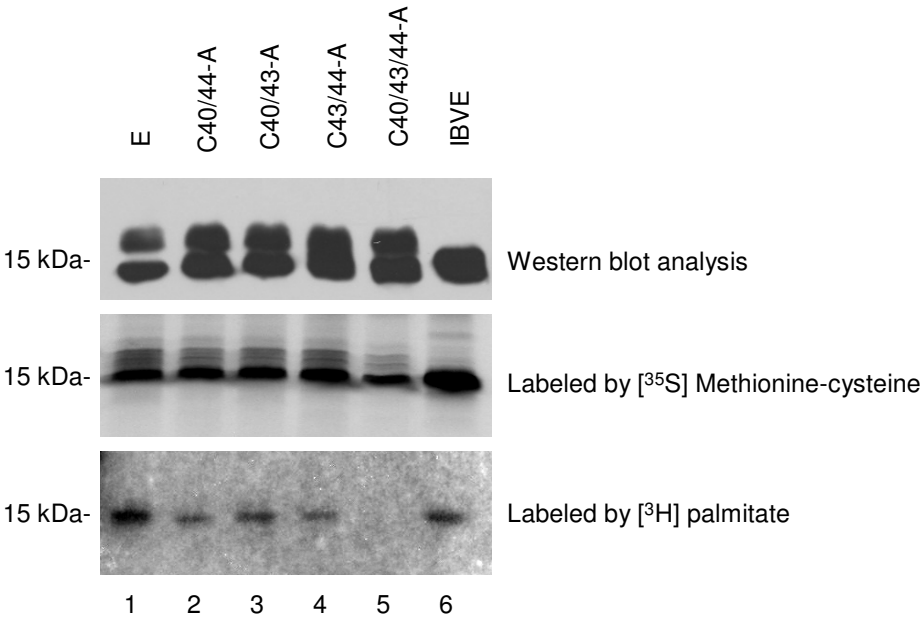 E
C40/44-A
C40/43-A
C43/44-A
C40/43/44-A
IBVE
15 kDa-
Western blot analysis
15 kDa-
Labeled by [35S] Methionine-cysteine
15 kDa-
Labeled by [3H] palmitate
1 2 3 4 5 6